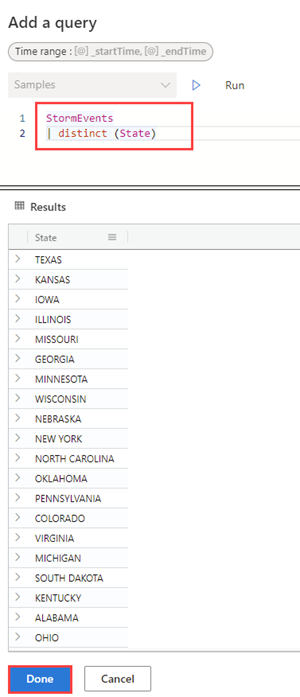 Add a query
Time range : [@] _startTime, [@] _endTime
Samples
Run
1 StormEvents
2 | distinct (State)
Results
State
TEXAS
KANSAS
IOWA
ILLINOIS
MISSOURI
GEORGIA
MINNESOTA
WISCONSIN
NEBRASKA
NEW YORK
NORTH CAROLINA
OKLAHOMA
PENNSYLVANIA
COLORADO
VIRGINIA
MICHIGAN
SOUTH DAKOTA
KENTUCKY
ALABAMA
OHIO
Done Cancel